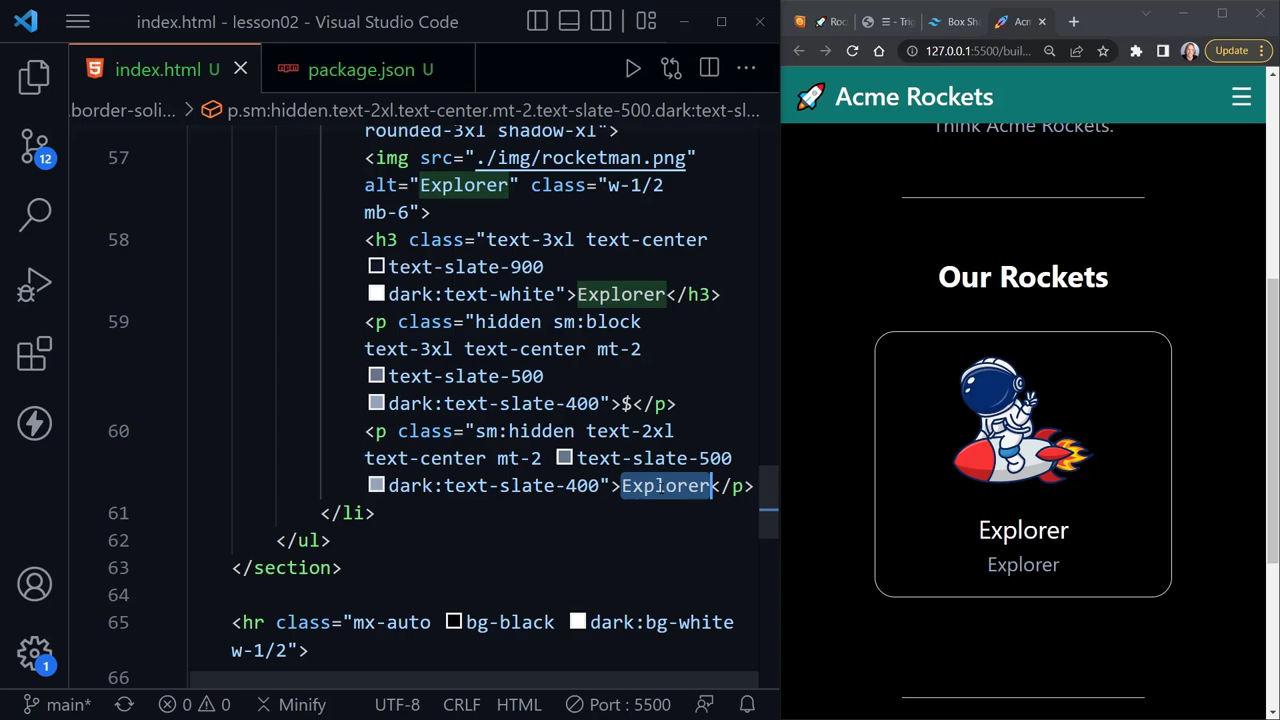 index.html - lesson02 - Visual Studio Code
index.html U
package.json U
.border-soli...
p.sm:hidden.text-2xl.text-center.mt-2.text-slate-500.dark:text-sl...
rounded-3xl shadow-xl">
57 <img src="./img/rocketman.png"
alt="Explorer" class="w-1/2
mb-6">
58 <h3 class="text-3xl text-center
text-slate-900
dark:text-white">Explorer</h3>
59 <p class="hidden sm:block
text-3xl text-center mt-2
text-slate-500
dark:text-slate-400">$</p>
60 <p class="sm:hidden text-2xl
text-center mt-2 text-slate-500
dark:text-slate-400">Explorer</p>
61 </li>
62 </ul>
63 </section>
64
65 <hr class="mx-auto bg-black dark:bg-white
w-1/2">
66
12
1
main*
0 0
Minify
UTF-8
CRLF
HTML
Port : 5500
Roc
- Tri
Box Sh
Acm
127.0.0.1:5500/buil...
Update
Acme Rockets
Think Acme Rockets.
Our Rockets
Explorer
Explorer